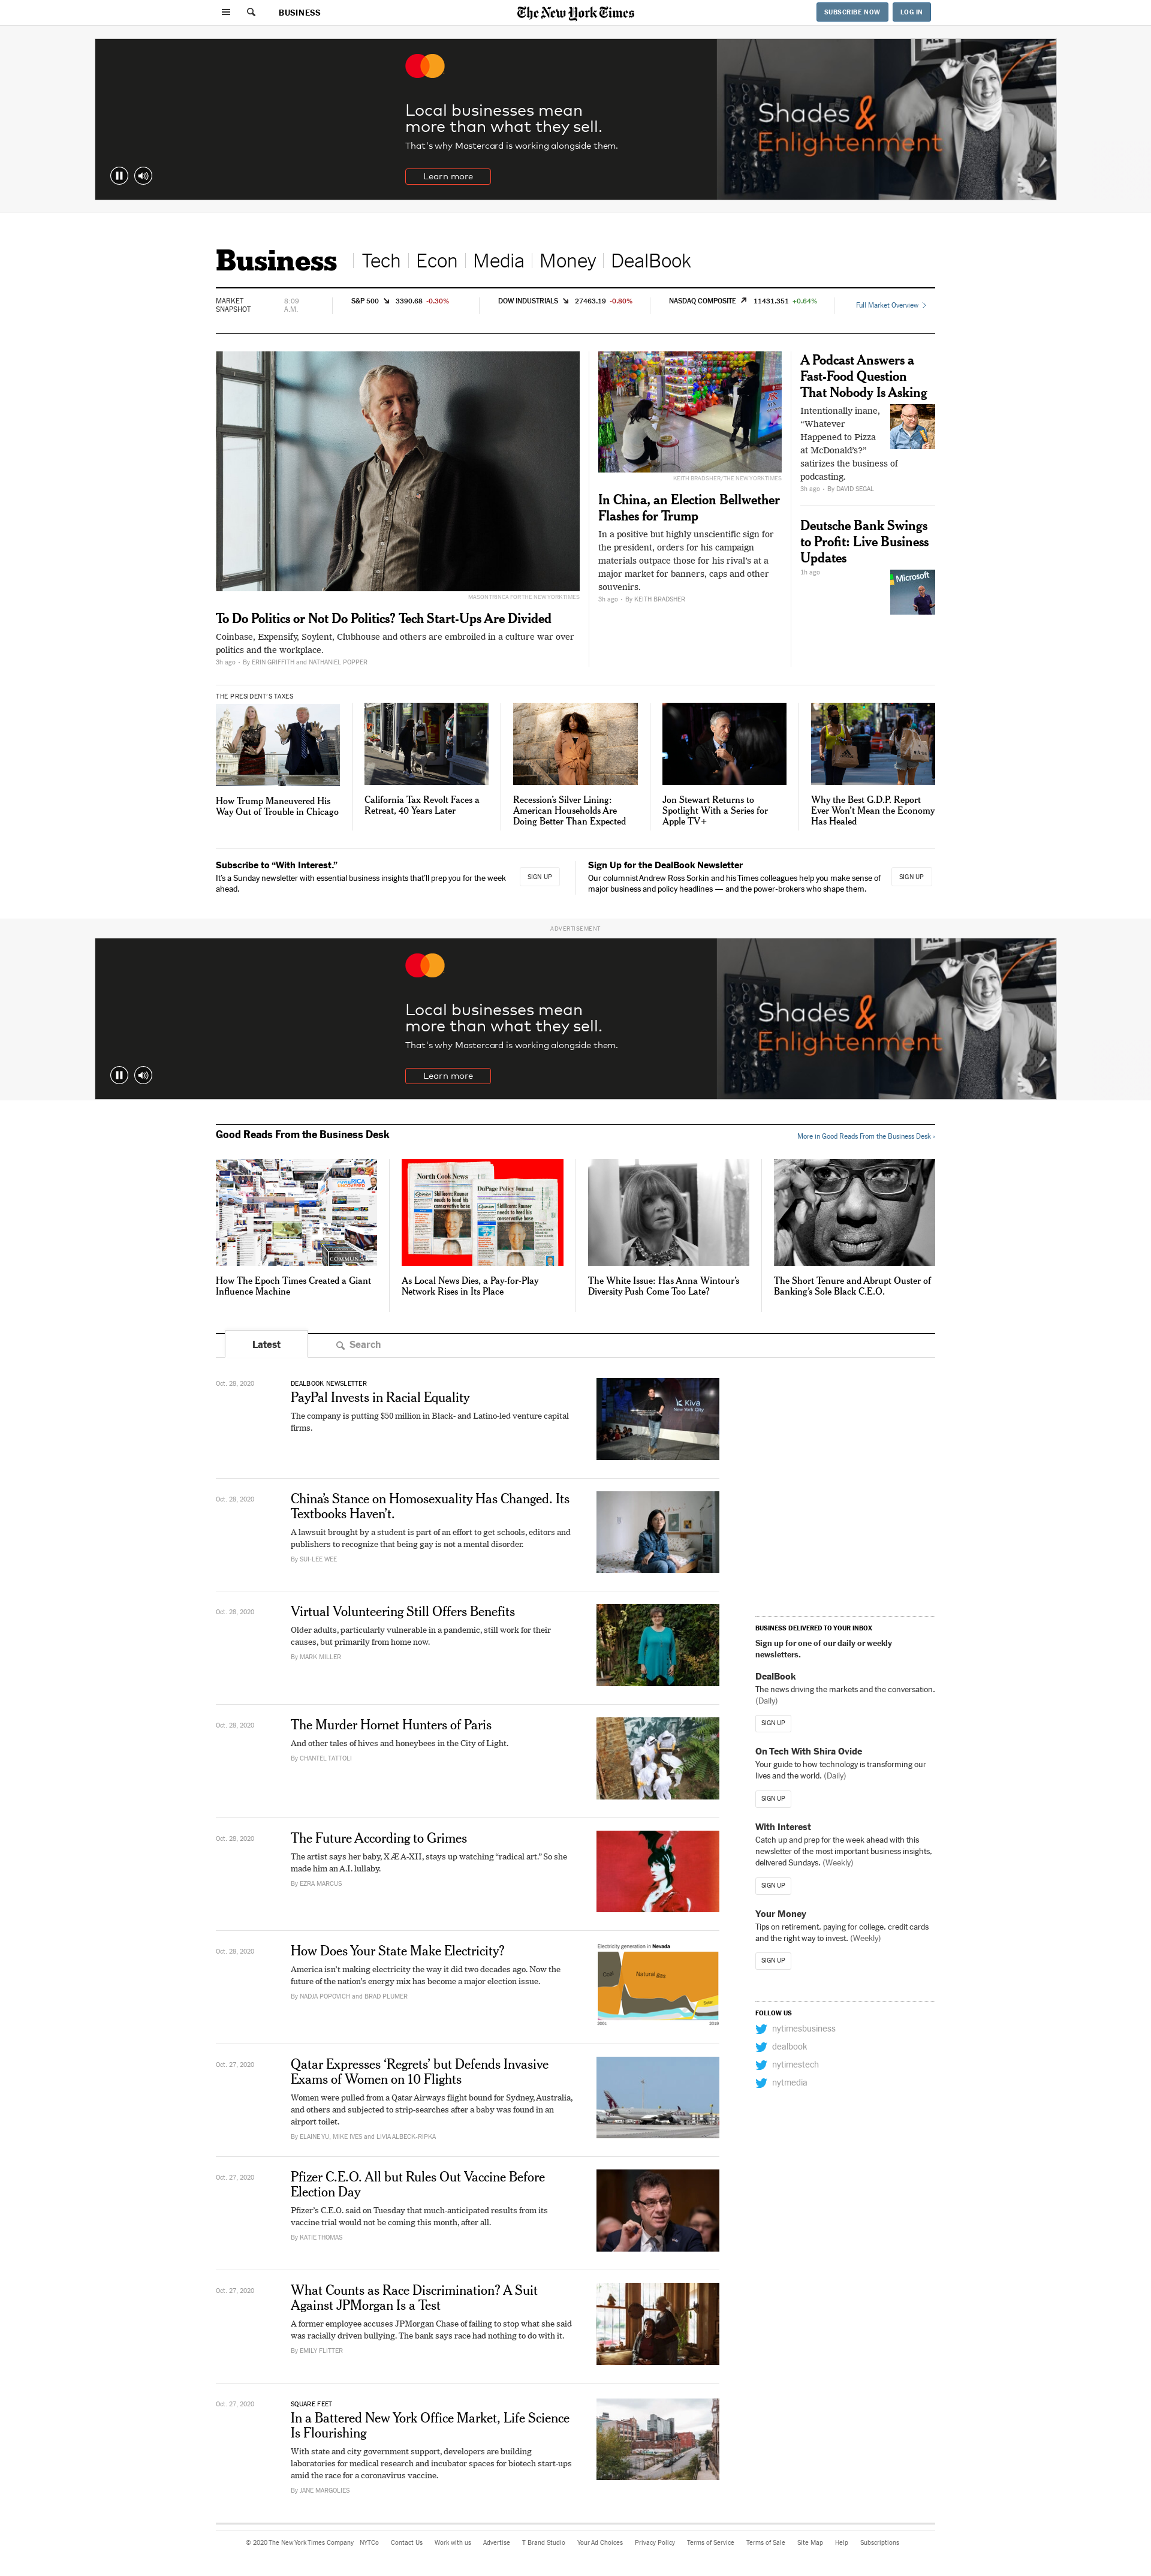 BUSINESS
The New York Times
SUBSCRIBE NOW
LOG IN
Local businesses mean
more than what they sell.
That's why Mastercard is working alongside them.
Learn more
Shades &
Enlightenment
Business
Tech
Econ
Media
Money
DealBook
MARKET
SNAPSHOT
8:09
A.M.
S&P 500 3390.68 -0.30%
DOW INDUSTRIALS 27463.19 -0.80%
NASDAQ COMPOSITE 11431.351 +0.64%
Full Market Overview
MASON TRINCA FOR THE NEW YORK TIMES
To Do Politics or Not Do Politics? Tech Start-Ups Are Divided
Coinbase, Expensify, Soylent, Clubhouse and others are embroiled in a culture war over
politics and the workplace.
3h ago · By ERIN GRIFFITH and NATHANIEL POPPER
KEITH BRADSHER/THE NEW YORK TIMES
In China, an Election Bellwether
Flashes for Trump
In a positive but highly unscientific sign for
the president, orders for his campaign
materials outpace those for his rival's at a
major market for banners, caps and other
souvenirs.
3h ago · By KEITH BRADSHER
A Podcast Answers a
Fast-Food Question
That Nobody Is Asking
Intentionally inane,
“Whatever
Happened to Pizza
at McDonald's?”
satirizes the business of
podcasting.
3h ago · By DAVID SEGAL
Deutsche Bank Swings
to Profit: Live Business
Updates
1h ago
Microsoft
THE PRESIDENT'S TAXES
How Trump Maneuvered His
Way Out of Trouble in Chicago
California Tax Revolt Faces a
Retreat, 40 Years Later
Recession's Silver Lining:
American Households Are
Doing Better Than Expected
Jon Stewart Returns to
Spotlight With a Series for
Apple TV+
Why the Best G.D.P. Report
Ever Won't Mean the Economy
Has Healed
Subscribe to “With Interest.”
It's a Sunday newsletter with essential business insights that'll prep you for the week
ahead.
SIGN UP
Sign Up for the DealBook Newsletter
Our columnist Andrew Ross Sorkin and his Times colleagues help you make sense of
major business and policy headlines — and the power-brokers who shape them.
SIGN UP
ADVERTISEMENT
Local businesses mean
more than what they sell.
That's why Mastercard is working alongside them.
Learn more
Shades &
Enlightenment
Good Reads From the Business Desk
More in Good Reads From the Business Desk ›
North Cook News
DuPage Policy Journal
How The Epoch Times Created a Giant
Influence Machine
As Local News Dies, a Pay-for-Play
Network Rises in Its Place
The White Issue: Has Anna Wintour's
Diversity Push Come Too Late?
The Short Tenure and Abrupt Ouster of
Banking's Sole Black C.E.O.
Latest
Search
Oct. 28, 2020
DEALBOOK NEWSLETTER
PayPal Invests in Racial Equality
The company is putting $50 million in Black- and Latino-led venture capital
firms.
Kiva
New York City
Oct. 28, 2020
China's Stance on Homosexuality Has Changed. Its
Textbooks Haven't.
A lawsuit brought by a student is part of an effort to get schools, editors and
publishers to recognize that being gay is not a mental disorder.
By SUI-LEE WEE
Oct. 28, 2020
Virtual Volunteering Still Offers Benefits
Older adults, particularly vulnerable in a pandemic, still work for their
causes, but primarily from home now.
By MARK MILLER
Oct. 28, 2020
The Murder Hornet Hunters of Paris
And other tales of hives and honeybees in the City of Light.
By CHANTEL TATTOLI
Oct. 28, 2020
The Future According to Grimes
The artist says her baby, X Æ A-XII, stays up watching “radical art.” So she
made him an A.I. lullaby.
By EZRA MARCUS
Oct. 28, 2020
How Does Your State Make Electricity?
America isn't making electricity the way it did two decades ago. Now the
future of the nation's energy mix has become a major election issue.
By NADJA POPOVICH and BRAD PLUMER
Electricity generation in Nevada
Coal
Natural gas
Solar
2001
2019
Oct. 27, 2020
Qatar Expresses ‘Regrets’ but Defends Invasive
Exams of Women on 10 Flights
Women were pulled from a Qatar Airways flight bound for Sydney, Australia,
and others and subjected to strip-searches after a baby was found in an
airport toilet.
By ELAINE YU, MIKE IVES and LIVIA ALBECK-RIPKA
Oct. 27, 2020
Pfizer C.E.O. All but Rules Out Vaccine Before
Election Day
Pfizer's C.E.O. said on Tuesday that much-anticipated results from its
vaccine trial would not be coming this month, after all.
By KATIE THOMAS
Oct. 27, 2020
What Counts as Race Discrimination? A Suit
Against JPMorgan Is a Test
A former employee accuses JPMorgan Chase of failing to stop what she said
was racially driven bullying. The bank says race had nothing to do with it.
By EMILY FLITTER
Oct. 27, 2020
SQUARE FEET
In a Battered New York Office Market, Life Science
Is Flourishing
With state and city government support, developers are building
laboratories for medical research and incubator spaces for biotech start-ups
amid the race for a coronavirus vaccine.
By JANE MARGOLIES
BUSINESS DELIVERED TO YOUR INBOX
Sign up for one of our daily or weekly
newsletters.
DealBook
The news driving the markets and the conversation.
(Daily)
SIGN UP
On Tech With Shira Ovide
Your guide to how technology is transforming our
lives and the world. (Daily)
SIGN UP
With Interest
Catch up and prep for the week ahead with this
newsletter of the most important business insights,
delivered Sundays. (Weekly)
SIGN UP
Your Money
Tips on retirement, paying for college, credit cards
and the right way to invest. (Weekly)
SIGN UP
FOLLOW US
nytimesbusiness
dealbook
nytimestech
nytmedia
© 2020 The New York Times Company NYTCo Contact Us Work with us Advertise T Brand Studio Your Ad Choices Privacy Policy Terms of Service Terms of Sale Site Map Help Subscriptions